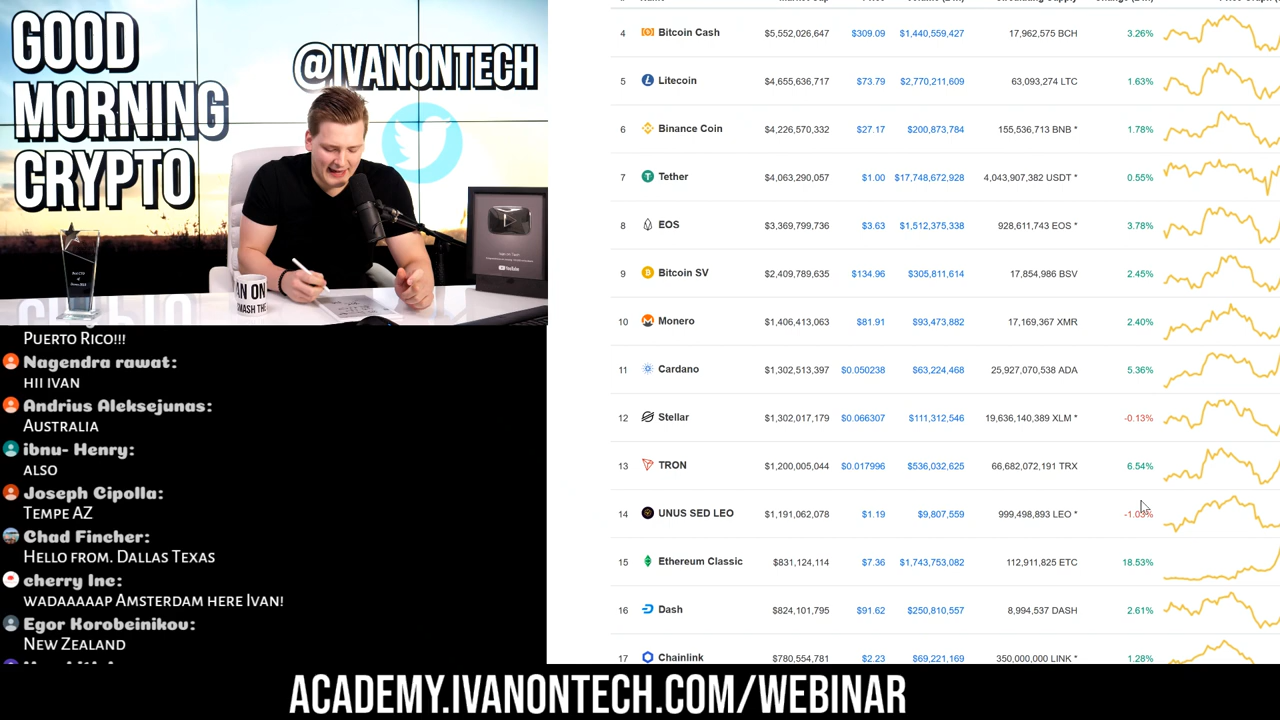 GOOD
MORNING
CRYPTO
@IVANONTECH
YouTube
AN ON
SMASH THE
PUERTO RICO!!!
Nagendra rawat:
HII IVAN
Andrius Aleksejunas:
AUSTRALIA
ibnu- Henry:
ALSO
Joseph Cipolla:
TEMPE AZ
Chad Fincher:
HELLO FROM. DALLAS TEXAS
cherry Inc:
WADAAAAAP AMSTERDAM HERE IVAN!
Egor Korobeinikov:
NEW ZEALAND
4 Bitcoin Cash $5,552,026,647 $309.09 $1,440,559,427 17,962,575 BCH 3.26%
5 Litecoin $4,655,636,717 $73.79 $2,770,211,609 63,093,274 LTC 1.63%
6 Binance Coin $4,226,570,332 $27.17 $200,873,784 155,536,713 BNB * 1.78%
7 Tether $4,063,290,057 $1.00 $17,748,672,928 4,043,907,382 USDT * 0.55%
8 EOS $3,369,799,736 $3.63 $1,512,375,338 928,611,743 EOS * 3.78%
9 Bitcoin SV $2,409,789,635 $134.96 $305,811,614 17,854,986 BSV 2.45%
10 Monero $1,406,413,063 $81.91 $93,473,882 17,169,367 XMR 2.40%
11 Cardano $1,302,513,397 $0.050238 $63,224,468 25,927,070,538 ADA 5.36%
12 Stellar $1,302,017,179 $0.066307 $111,312,546 19,636,140,389 XLM * -0.13%
13 TRON $1,200,005,044 $0.017996 $536,032,625 66,682,072,191 TRX 6.54%
14 UNUS SED LEO $1,191,062,078 $1.19 $9,807,559 999,498,893 LEO * -1.03%
15 Ethereum Classic $831,124,114 $7.36 $1,743,753,082 112,911,825 ETC 18.53%
16 Dash $824,101,795 $91.62 $250,810,557 8,994,537 DASH 2.61%
17 Chainlink $780,554,781 $2.23 $69,221,169 350,000,000 LINK * 1.28%
ACADEMY.IVANONTECH.COM/WEBINAR